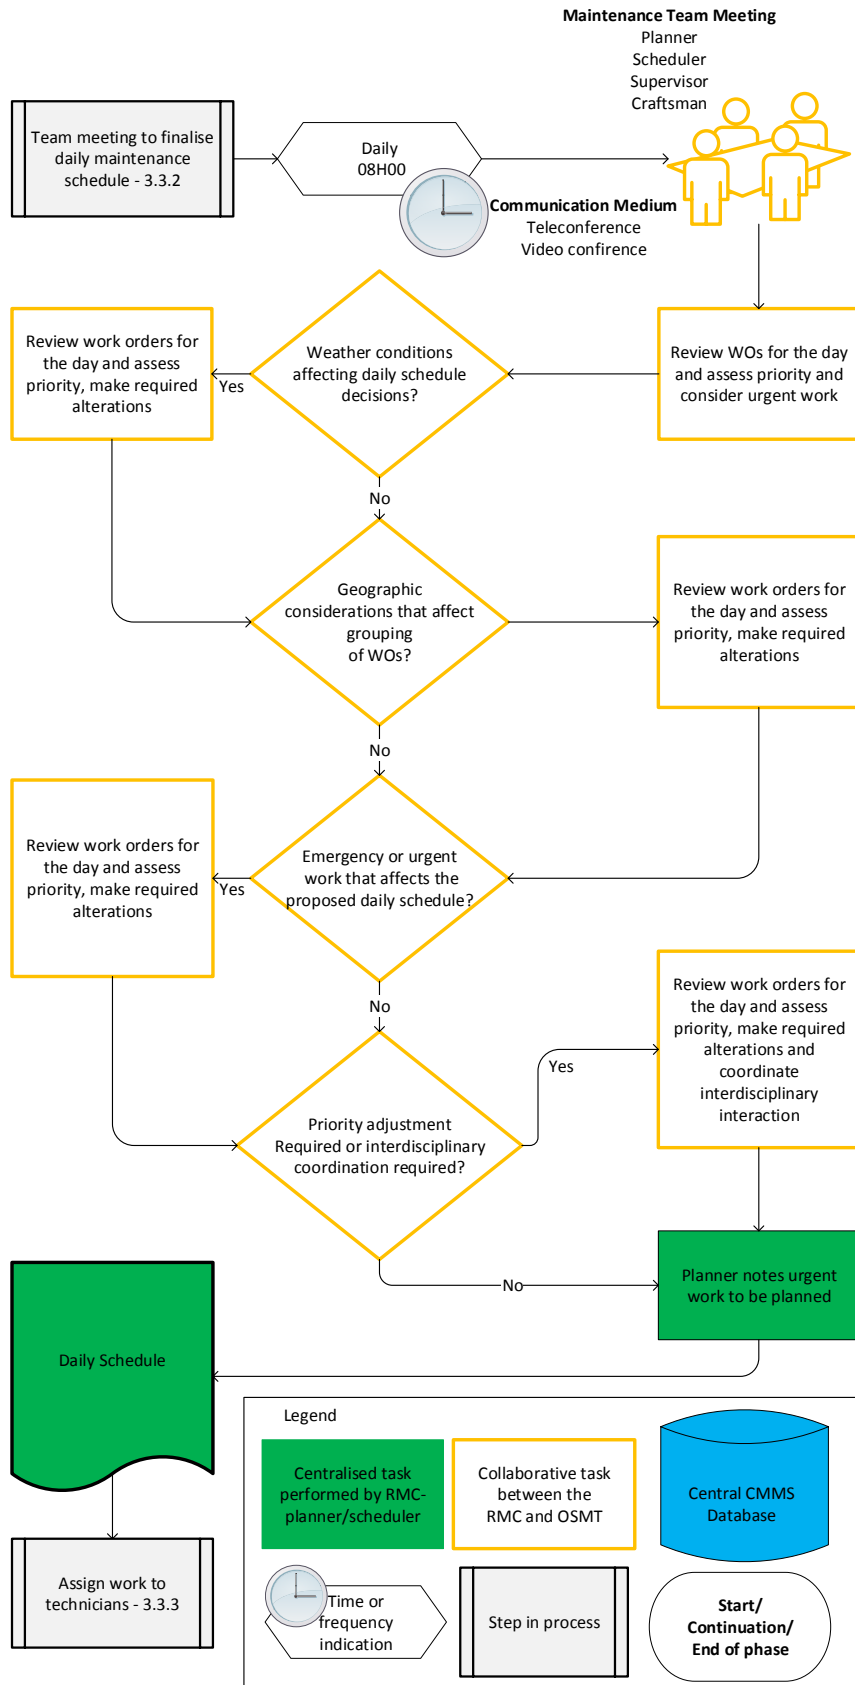 Maintenance Team Meeting
Planner
Scheduler
Supervisor
Craftsman
Team meeting to finalise
daily maintenance
schedule - 3.3.2
Daily
08H00
Communication Medium
Teleconference
Video confirence
Review work orders for
the day and assess
priority, make required
alterations
Yes
Weather conditions
affecting daily schedule
decisions?
Review WOs for the day
and assess priority and
consider urgent work
No
Geographic
considerations that affect
grouping
of WOs?
Review work orders for
the day and assess
priority, make required
alterations
No
Review work orders for
the day and assess
priority, make required
alterations
Yes
Emergency or urgent
work that affects the
proposed daily schedule?
No
Review work orders for
the day and assess
priority, make required
alterations and
coordinate
interdisciplinary
interaction
Yes
Priority adjustment
Required or interdisciplinary
coordination required?
No
Planner notes urgent
work to be planned
Daily Schedule
Assign work to
technicians - 3.3.3
Legend
Centralised task
performed by RMC-
planner/scheduler
Collaborative task
between the
RMC and OSMT
Central CMMS
Database
Time or
frequency
indication
Step in process
Start/
Continuation/
End of phase